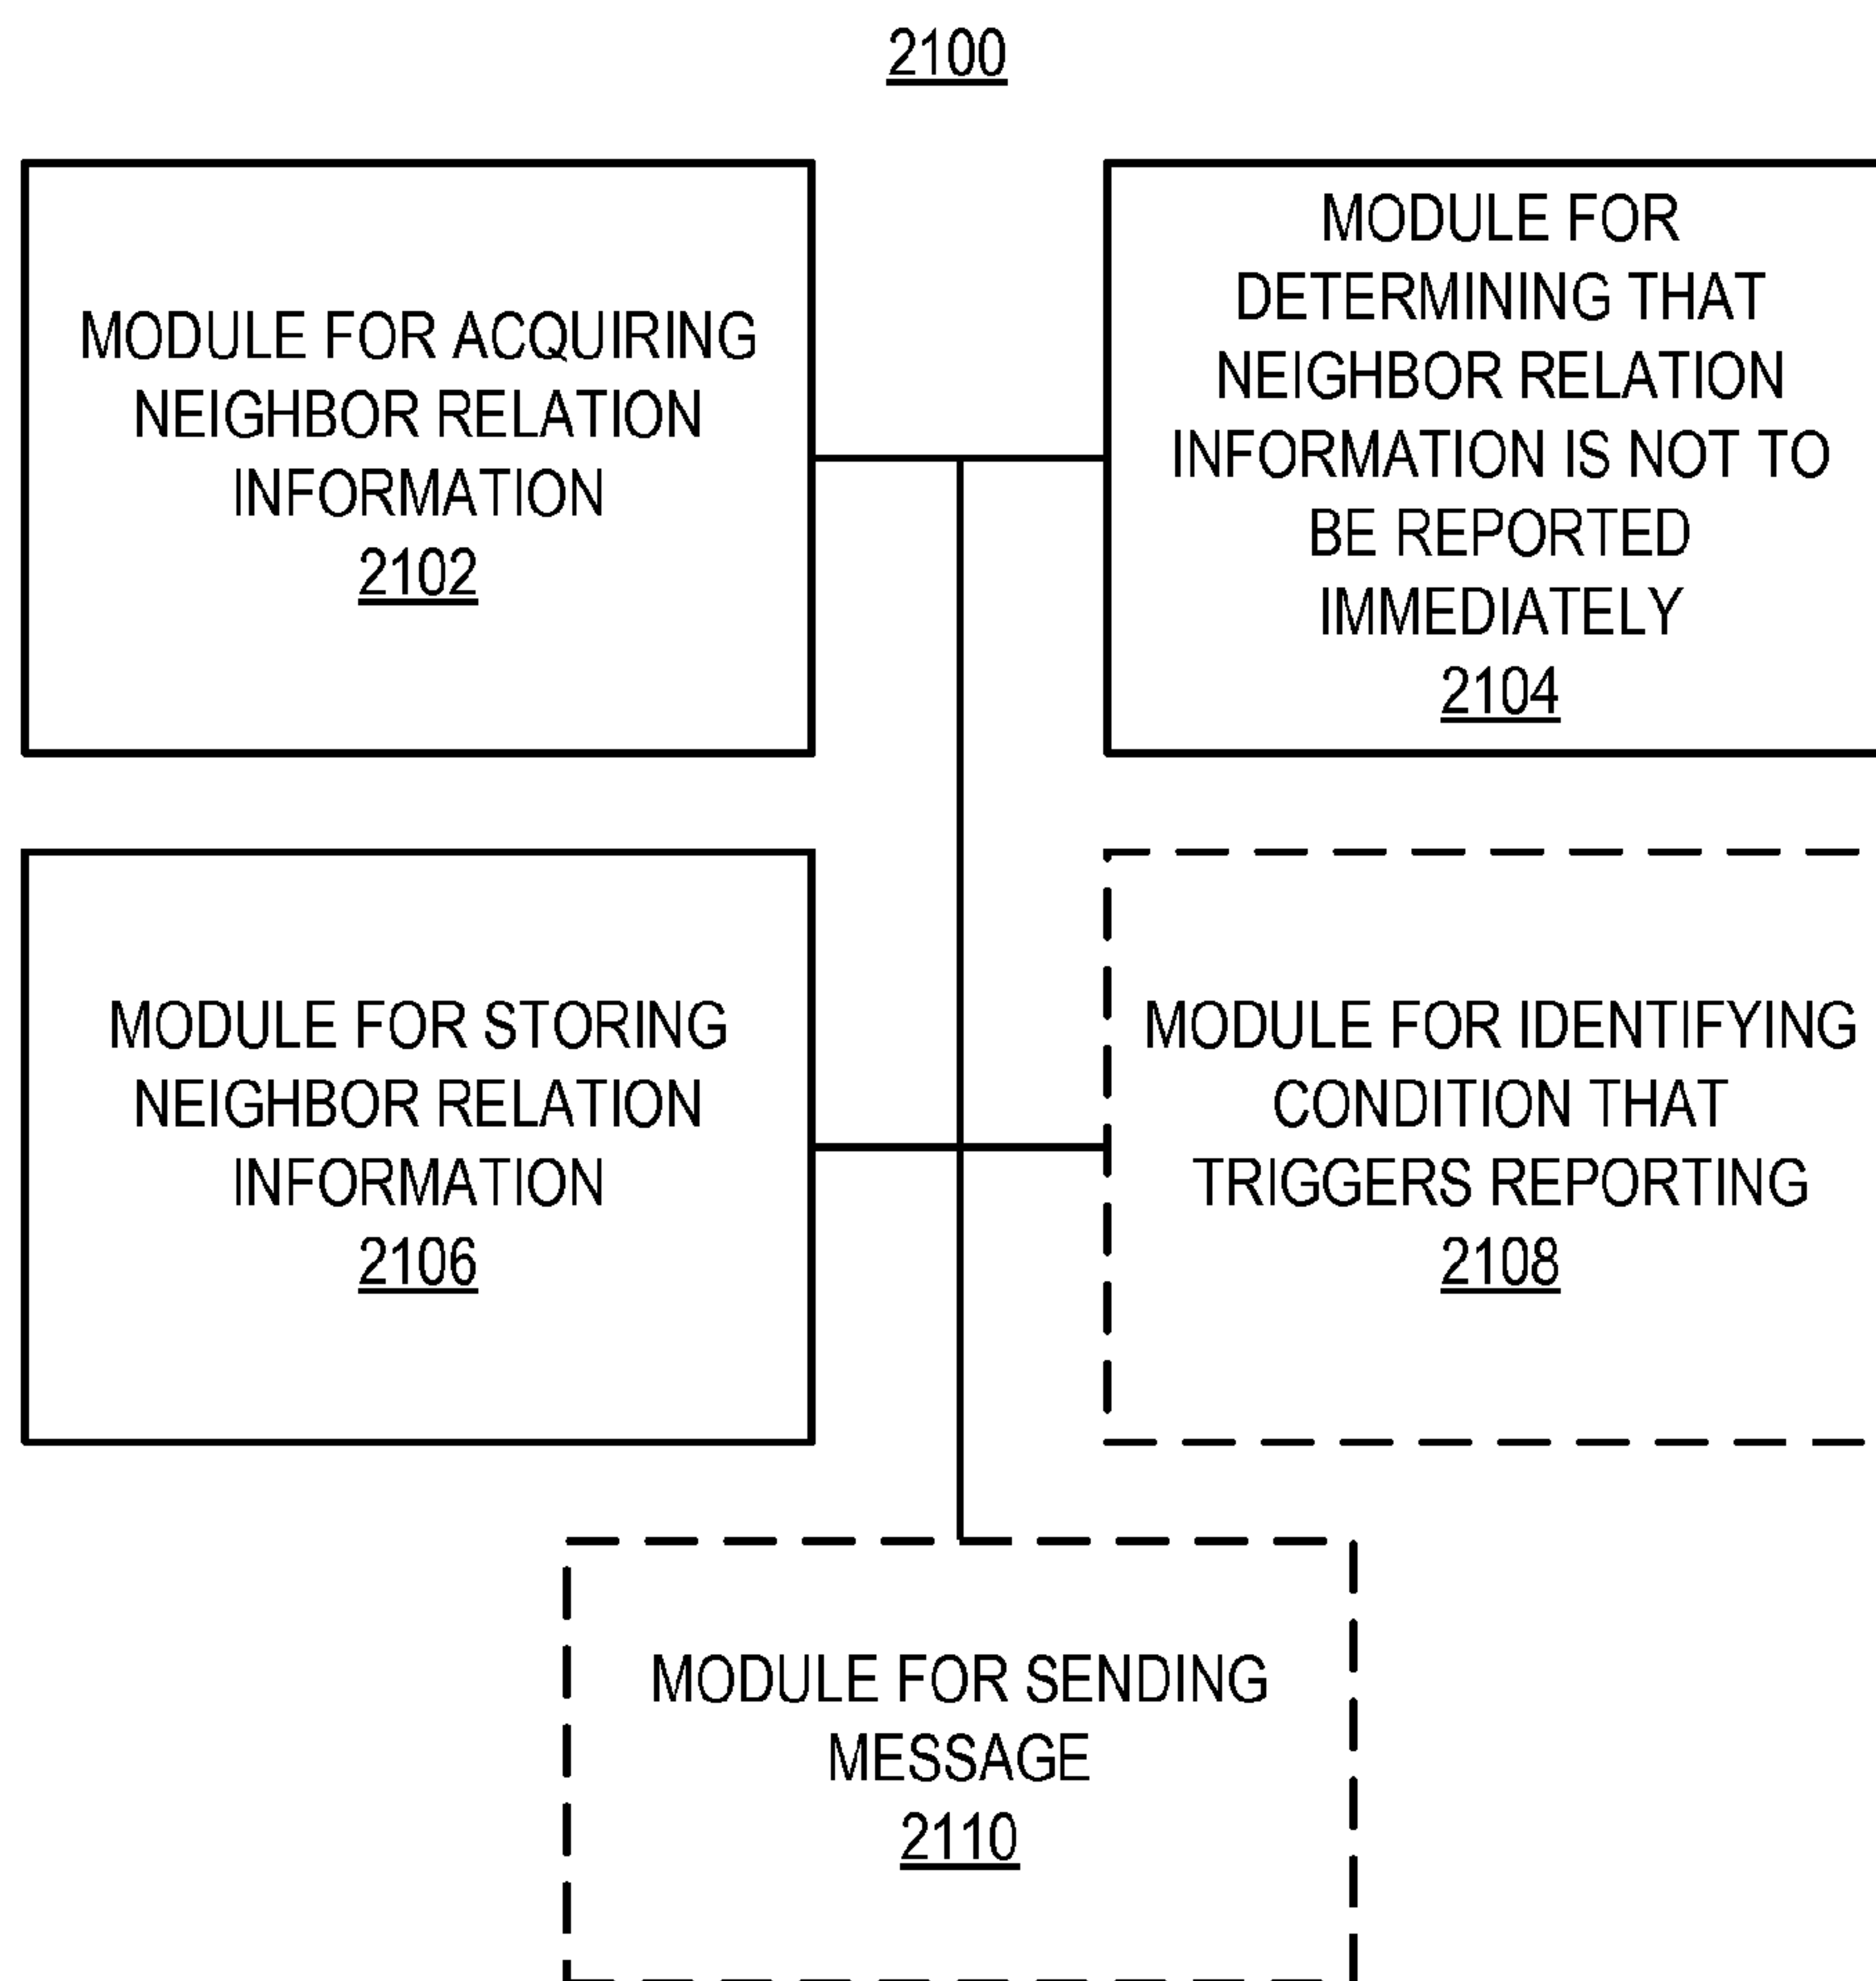 2100
MODULE FOR ACQUIRING
NEIGHBOR RELATION
INFORMATION
2102
MODULE FOR
DETERMINING THAT
NEIGHBOR RELATION
INFORMATION IS NOT TO
BE REPORTED
IMMEDIATELY
2104
MODULE FOR STORING
NEIGHBOR RELATION
INFORMATION
2106
MODULE FOR IDENTIFYING
CONDITION THAT
TRIGGERS REPORTING
2108
MODULE FOR SENDING
MESSAGE
2110